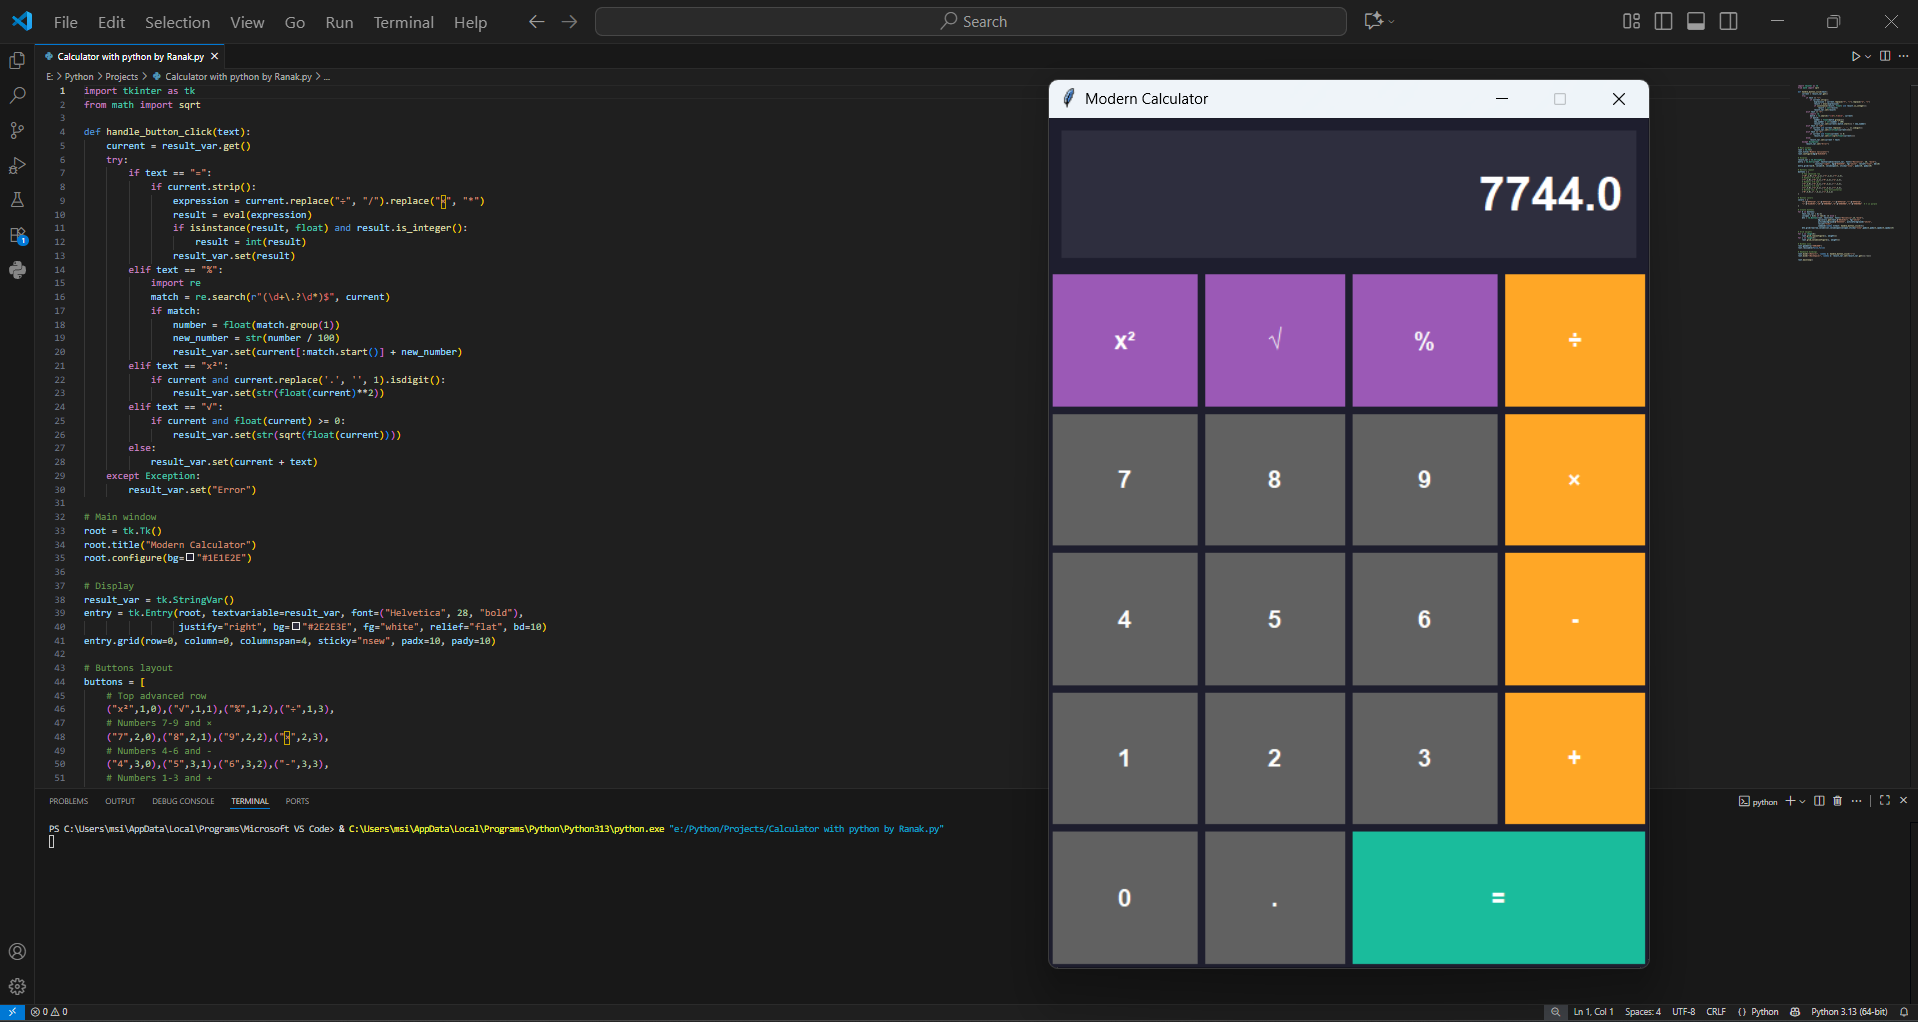 File Edit Selection View Go Run Terminal Help Search
Calculator with python by Ranak.py
E: > Python > Projects > Calculator with python by Ranak.py > ...
1 import tkinter as tk
2 from math import sqrt
3
4 def handle_button_click(text):
5 current = result_var.get()
6 try:
7 if text == "=":
8 if current.strip():
9 expression = current.replace("÷", "/").replace("×", "*")
10 result = eval(expression)
11 if isinstance(result, float) and result.is_integer():
12 result = int(result)
13 result_var.set(result)
14 elif text == "%":
15 import re
16 match = re.search(r"(\d+\.?\d*)$", current)
17 if match:
18 number = float(match.group(1))
19 new_number = str(number / 100)
20 result_var.set(current[:match.start()] + new_number)
21 elif text == "x²":
22 if current and current.replace('.', '', 1).isdigit():
23 result_var.set(str(float(current)**2))
24 elif text == "√":
25 if current and float(current) >= 0:
26 result_var.set(str(sqrt(float(current))))
27 else:
28 result_var.set(current + text)
29 except Exception:
30 result_var.set("Error")
31
32 # Main window
33 root = tk.Tk()
34 root.title("Modern Calculator")
35 root.configure(bg="#1E1E2E")
36
37 # Display
38 result_var = tk.StringVar()
39 entry = tk.Entry(root, textvariable=result_var, font=("Helvetica", 28, "bold"),
40 justify="right", bg="#2E2E3E", fg="white", relief="flat", bd=10)
41 entry.grid(row=0, column=0, columnspan=4, sticky="nsew", padx=10, pady=10)
42
43 # Buttons layout
44 buttons = [
45 # Top advanced row
46 ("x²",1,0),("√",1,1),("%",1,2),("÷",1,3),
47 # Numbers 7-9 and ×
48 ("7",2,0),("8",2,1),("9",2,2),("×",2,3),
49 # Numbers 4-6 and -
50 ("4",3,0),("5",3,1),("6",3,2),("-",3,3),
51 # Numbers 1-3 and +
Modern Calculator
7744.0
x² √ % ÷
7 8 9 ×
4 5 6 -
1 2 3 +
0 . =
PROBLEMS OUTPUT DEBUG CONSOLE TERMINAL PORTS
python
PS C:\Users\msi\AppData\Local\Programs\Microsoft VS Code> & C:\Users\msi\AppData\Local\Programs\Python\Python313\python.exe "e:/Python/Projects/Calculator with python by Ranak.py"
1
0 0
Ln 1, Col 1 Spaces: 4 UTF-8 CRLF {} Python Python 3.13 (64-bit)